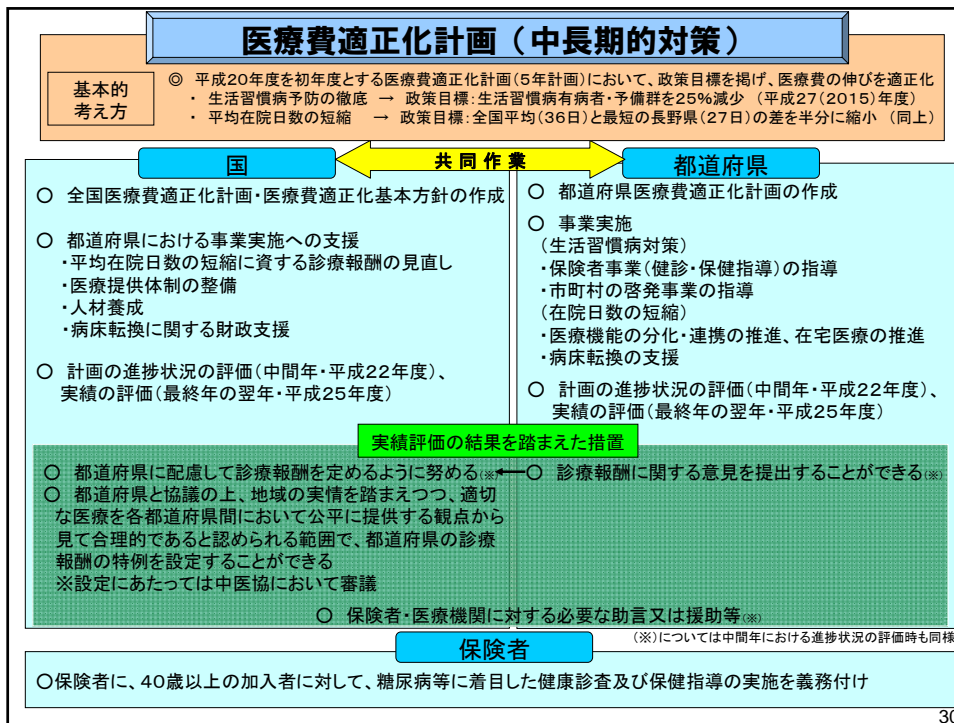 医療費適正化計画（中長期的対策）
基本的
考え方
◎ 平成20年度を初年度とする医療費適正化計画(5年計画)において、政策目標を掲げ、医療費の伸びを適正化
・ 生活習慣病予防の徹底 → 政策目標:生活習慣病有病者・予備群を25%減少 (平成27(2015)年度)
・ 平均在院日数の短縮 → 政策目標:全国平均(36日)と最短の長野県(27日)の差を半分に縮小 (同上)
共同作業
国
○ 全国医療費適正化計画・医療費適正化基本方針の作成
○ 都道府県における事業実施への支援
・平均在院日数の短縮に資する診療報酬の見直し
・医療提供体制の整備
・人材養成
・病床転換に関する財政支援
○ 計画の進捗状況の評価(中間年・平成22年度)、
実績の評価(最終年の翌年・平成25年度)
都道府県
○ 都道府県医療費適正化計画の作成
○ 事業実施
(生活習慣病対策)
・保険者事業(健診・保健指導)の指導
・市町村の啓発事業の指導
(在院日数の短縮)
・医療機能の分化・連携の推進、在宅医療の推進
・病床転換の支援
○ 計画の進捗状況の評価(中間年・平成22年度)、
実績の評価(最終年の翌年・平成25年度)
実績評価の結果を踏まえた措置
○ 都道府県に配慮して診療報酬を定めるように努める(※)
○ 都道府県と協議の上、地域の実情を踏まえつつ、適切
な医療を各都道府県間において公平に提供する観点から
見て合理的であると認められる範囲で、都道府県の診療
報酬の特例を設定することができる
※設定にあたっては中医協において審議
○ 診療報酬に関する意見を提出することができる(※)
○ 保険者・医療機関に対する必要な助言又は援助等(※)
(※)については中間年における進捗状況の評価時も同様
保険者
○保険者に、40歳以上の加入者に対して、糖尿病等に着目した健康診査及び保健指導の実施を義務付け
30